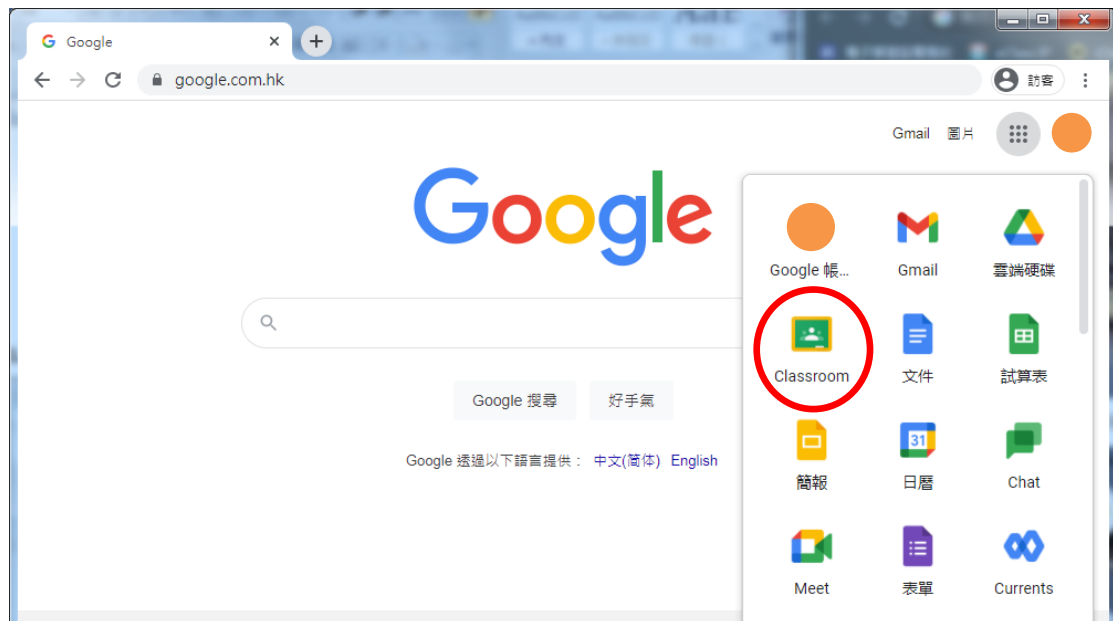 Google
google.com.hk
訪客
Gmail 圖片
Google
Google 帳... Gmail 雲端硬碟
Classroom 文件 試算表
31
簡報 日曆 Chat
Meet 表單 Currents
Google 搜尋 好手氣
Google 透過以下語言提供： 中文(简体) English